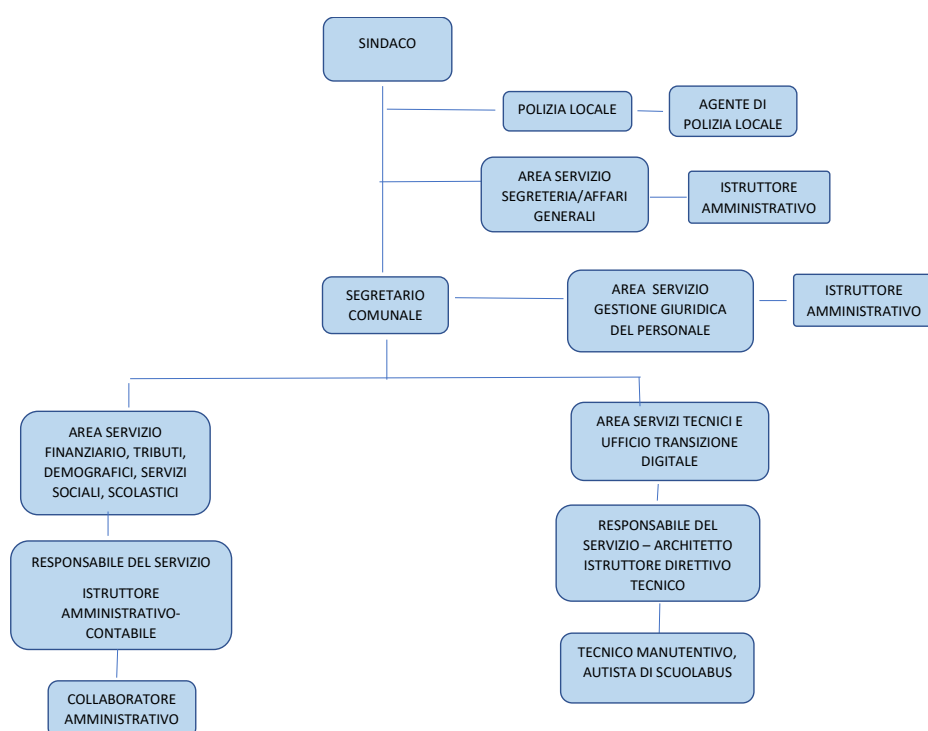 SINDACO
POLIZIA LOCALE
AGENTE DI
POLIZIA LOCALE
AREA SERVIZIO
SEGRETERIA/AFFARI
GENERALI
ISTRUTTORE
AMMINISTRATIVO
SEGRETARIO
COMUNALE
AREA SERVIZIO
GESTIONE GIURIDICA
DEL PERSONALE
ISTRUTTORE
AMMINISTRATIVO
AREA SERVIZIO
FINANZIARIO, TRIBUTI,
DEMOGRAFICI, SERVIZI
SOCIALI, SCOLASTICI
AREA SERVIZI TECNICI E
UFFICIO TRANSIZIONE
DIGITALE
RESPONSABILE DEL SERVIZIO
ISTRUTTORE
AMMINISTRATIVO-
CONTABILE
RESPONSABILE DEL
SERVIZIO – ARCHITETTO
ISTRUTTORE DIRETTIVO
TECNICO
COLLABORATORE
AMMINISTRATIVO
TECNICO MANUTENTIVO,
AUTISTA DI SCUOLABUS